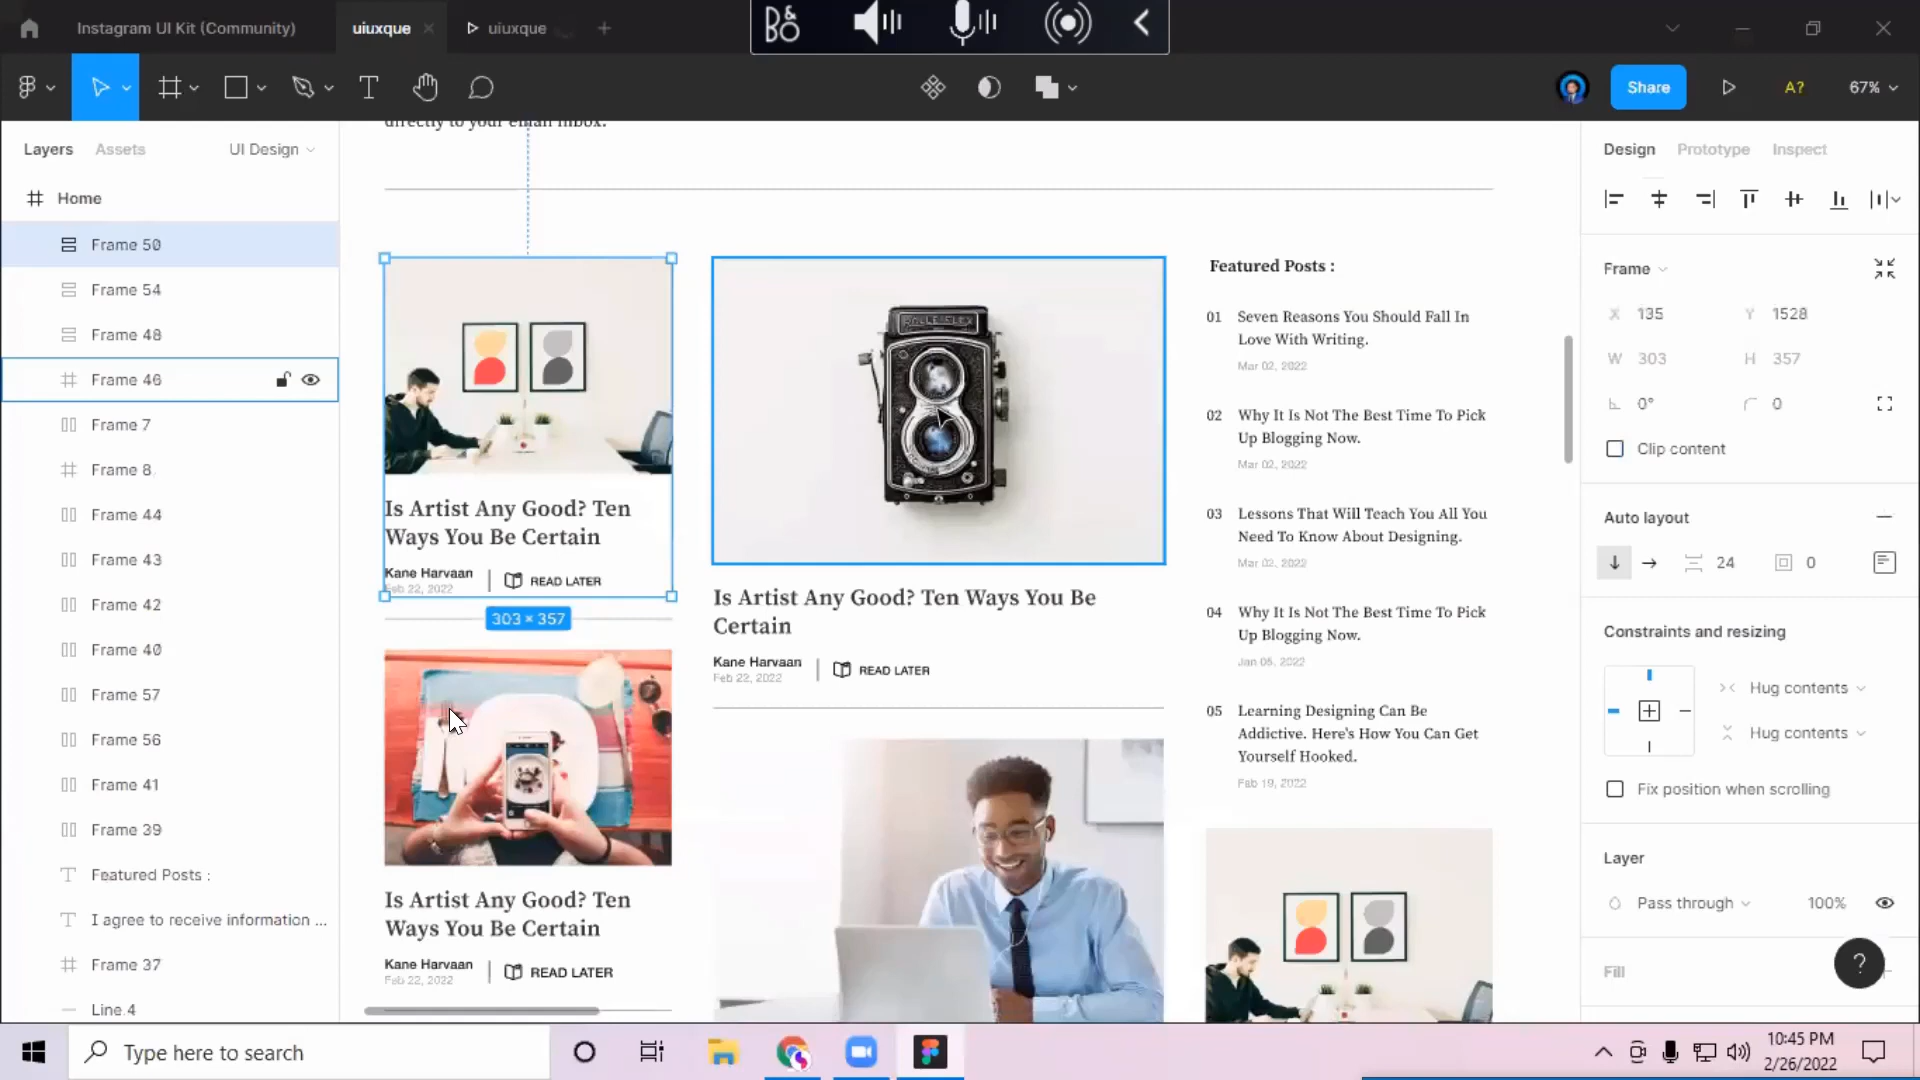 Instagram UI Kit (Community)
uiuxque
uiuxque
B&O
Share
A?
67%
Layers
Assets
UI Design
Home
Frame 50
Frame 54
Frame 48
Frame 46
Frame 7
Frame 8
Frame 44
Frame 43
Frame 42
Frame 40
Frame 57
Frame 56
Frame 41
Frame 39
Featured Posts :
I agree to receive information ...
Frame 37
Line 4
directly to your email inbox.
Is Artist Any Good? Ten
Ways You Be Certain
Kane Harvaan
Feb 22, 2022
READ LATER
303 × 357
Is Artist Any Good? Ten
Ways You Be Certain
Kane Harvaan
Feb 22, 2022
READ LATER
ROLLEIFLEX
Is Artist Any Good? Ten Ways You Be
Certain
Kane Harvaan
Feb 22, 2022
READ LATER
Featured Posts :
01 Seven Reasons You Should Fall In
Love With Writing.
Mar 02, 2022
02 Why It Is Not The Best Time To Pick
Up Blogging Now.
Mar 02, 2022
03 Lessons That Will Teach You All You
Need To Know About Designing.
Mar 02, 2022
04 Why It Is Not The Best Time To Pick
Up Blogging Now.
Jan 05, 2022
05 Learning Designing Can Be
Addictive. Here's How You Can Get
Yourself Hooked.
Feb 19, 2022
Design
Prototype
Inspect
Frame
X 135
Y 1528
W 303
H 357
0°
0
Clip content
Auto layout
24
0
Constraints and resizing
Hug contents
Hug contents
Fix position when scrolling
Layer
Pass through
100%
Fill
?
Type here to search
10:45 PM
2/26/2022